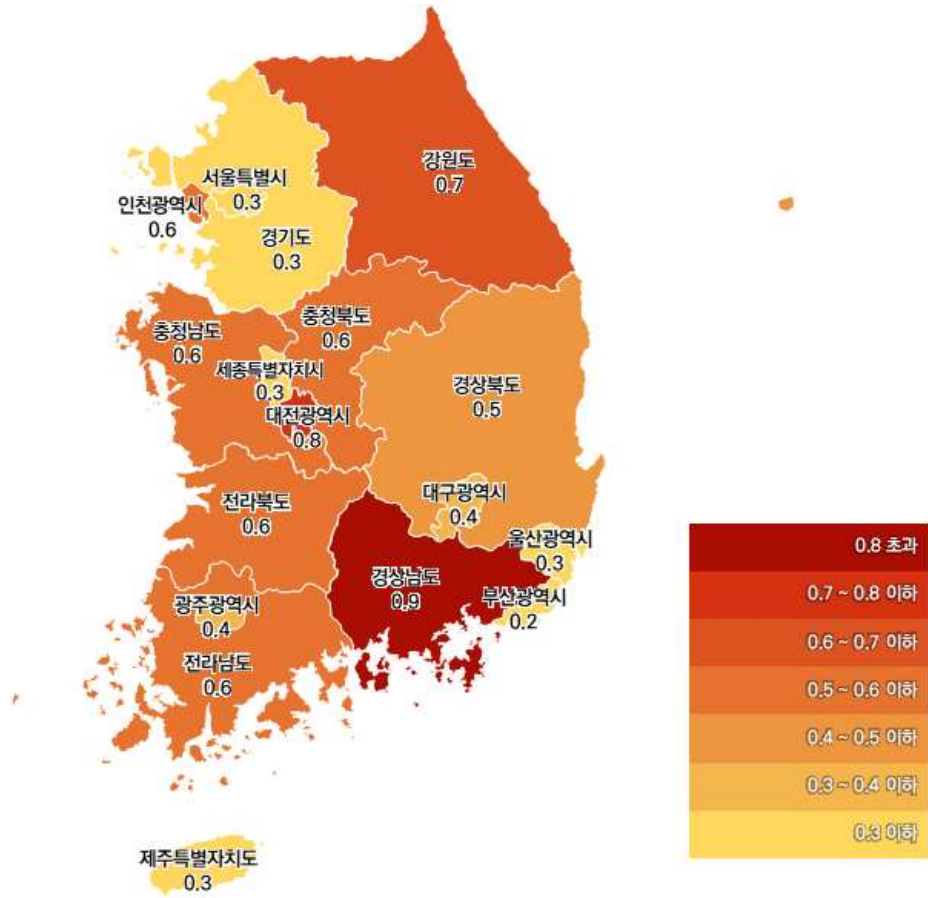 강원도
0.7
서울특별시
0.3
인천광역시
0.6
경기도
0.3
충청북도
0.6
충청남도
0.6
세종특별자치시
0.3
대전광역시
0.8
경상북도
0.5
대구광역시
0.4
전라북도
0.6
울산광역시
0.3
경상남도
0.9
부산광역시
0.2
광주광역시
0.4
전라남도
0.6
제주특별자치도
0.3
0.8 초과
0.7 ~ 0.8 이하
0.6 ~ 0.7 이하
0.5 ~ 0.6 이하
0.4 ~ 0.5 이하
0.3 ~ 0.4 이하
0.3 이하